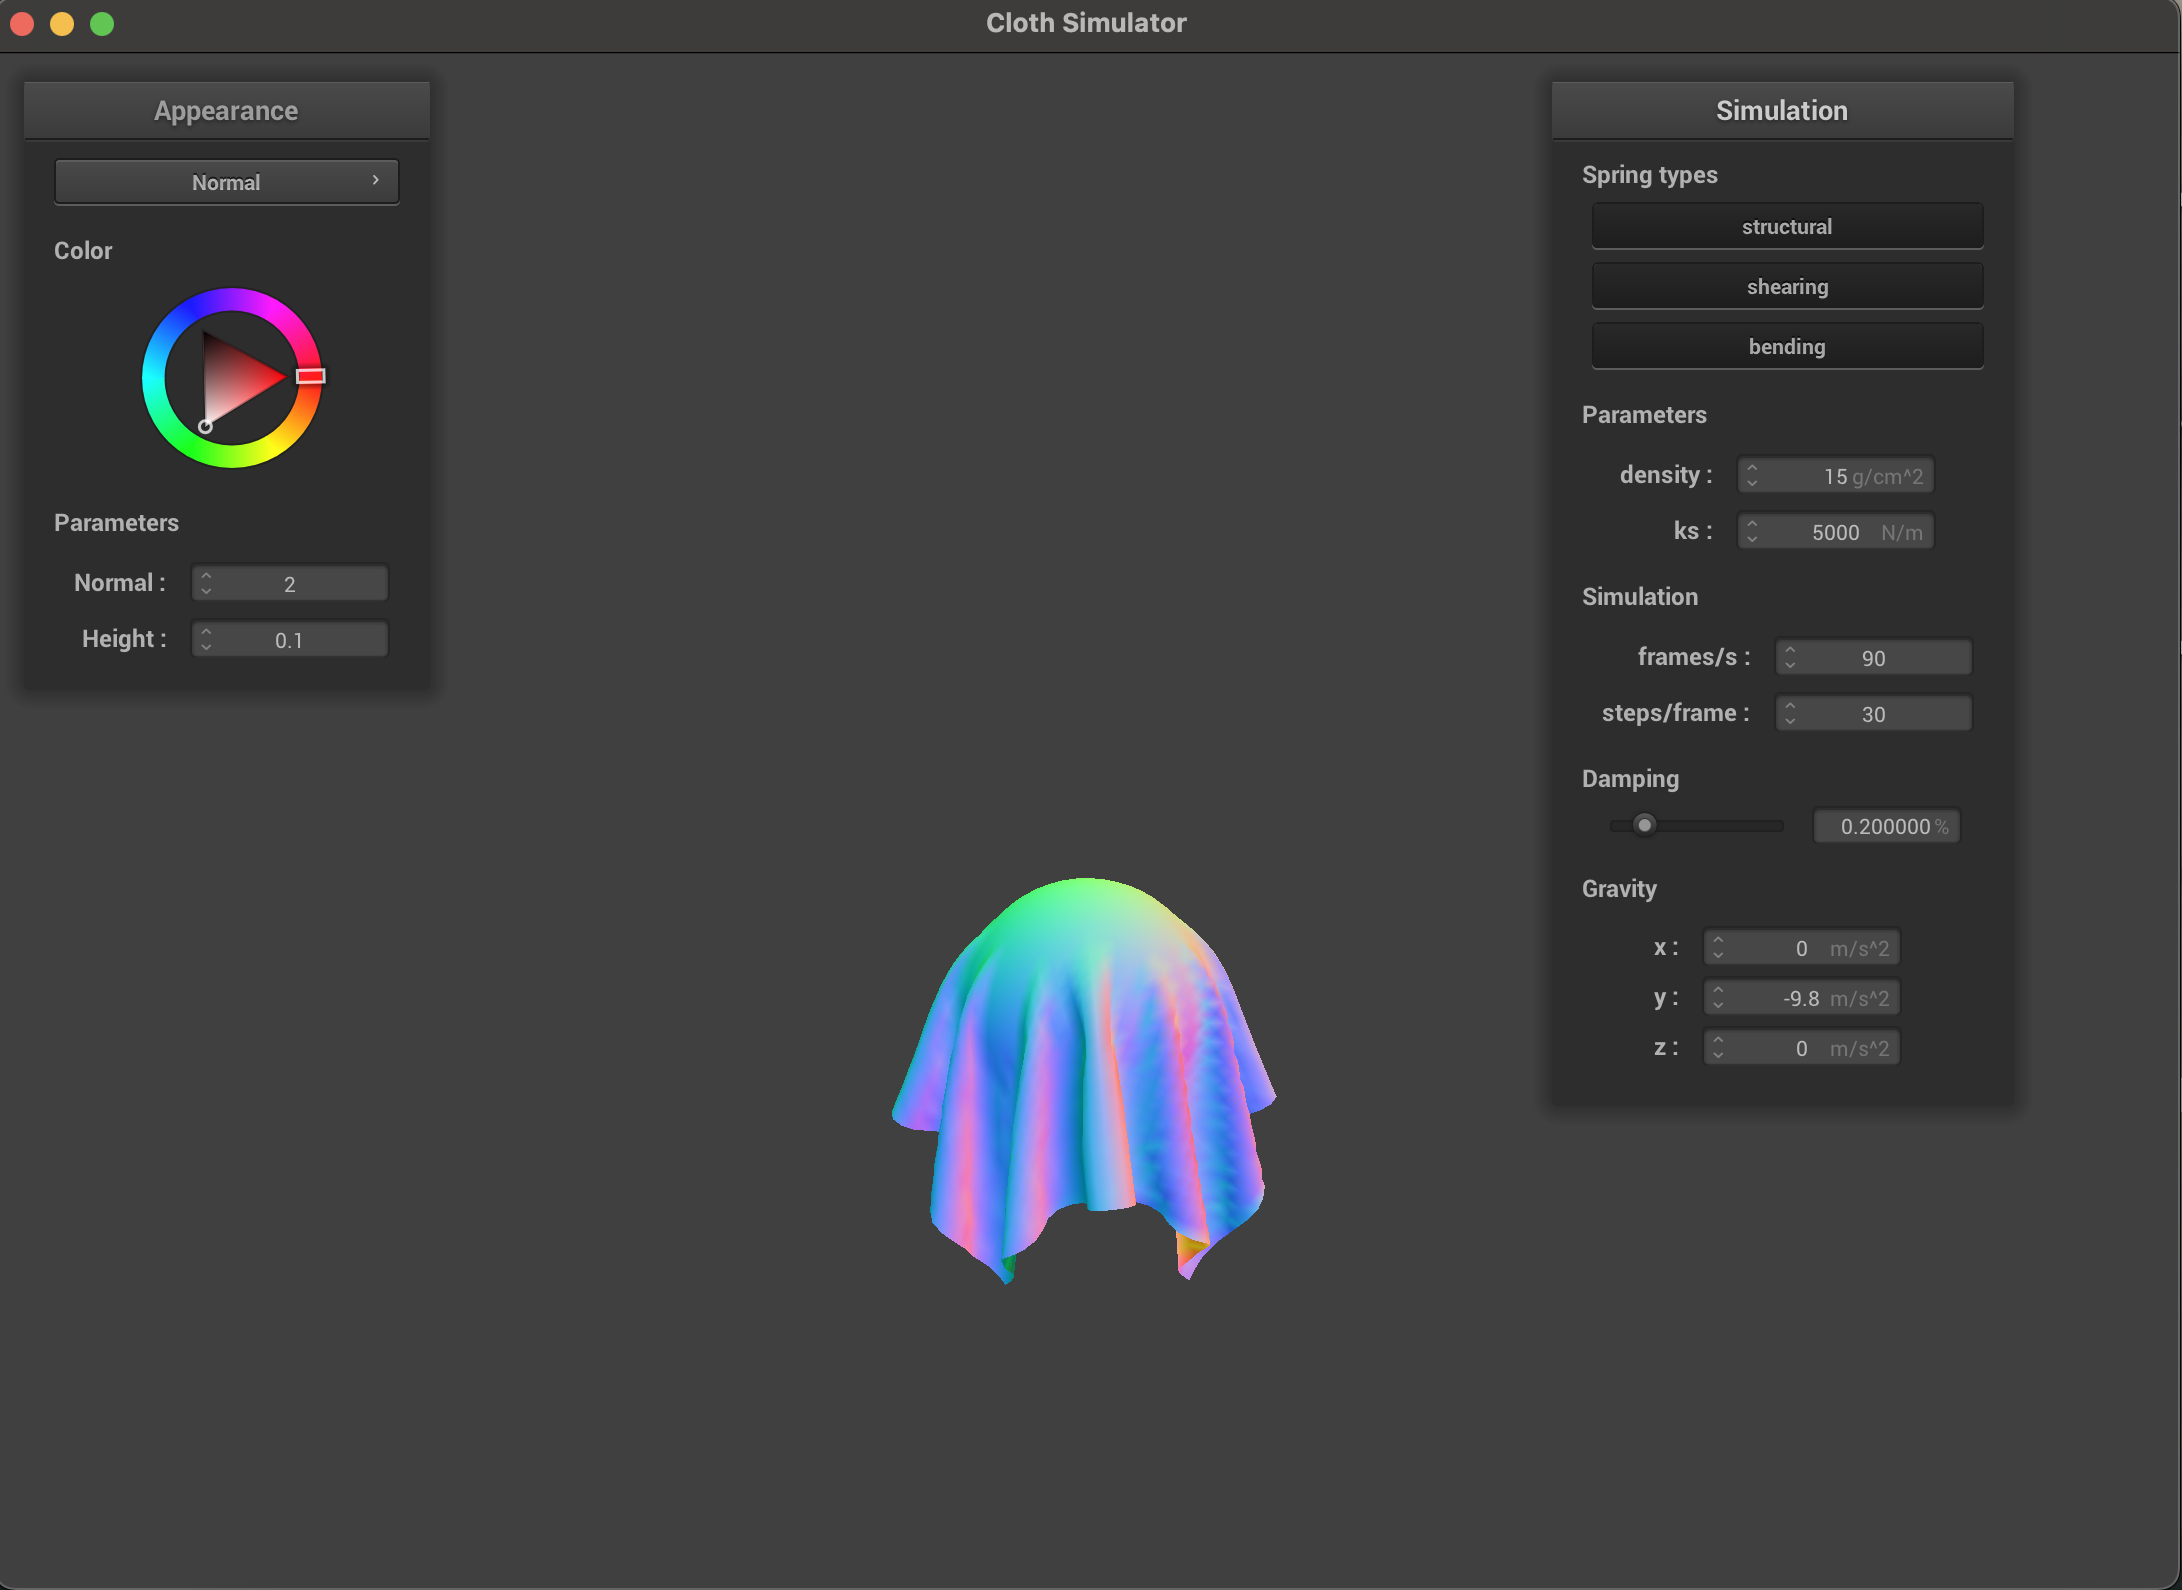 Cloth Simulator
Appearance
Normal
Color
Parameters
Normal : 2
Height : 0.1
Simulation
Spring types
structural
shearing
bending
Parameters
density : 15 g/cm^2
ks : 5000 N/m
Simulation
frames/s : 90
steps/frame : 30
Damping
0.200000 %
Gravity
x : 0 m/s^2
y : -9.8 m/s^2
z : 0 m/s^2